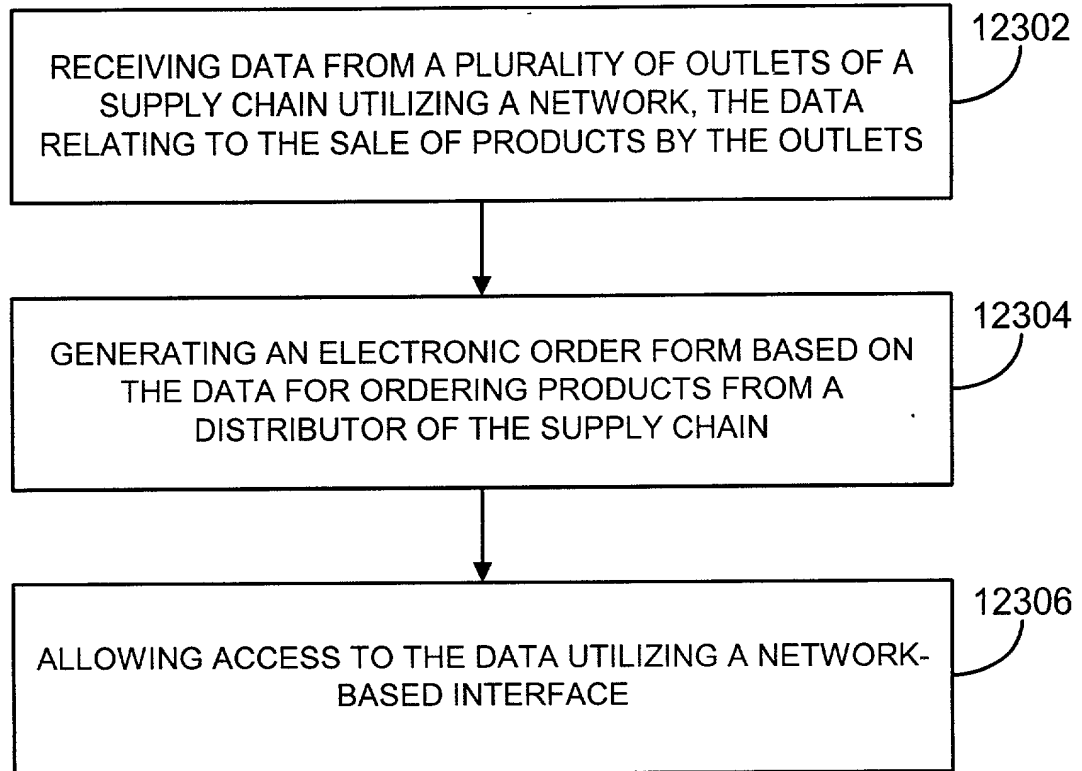 12302
RECEIVING DATA FROM A PLURALITY OF OUTLETS OF A
SUPPLY CHAIN UTILIZING A NETWORK, THE DATA
RELATING TO THE SALE OF PRODUCTS BY THE OUTLETS
12304
GENERATING AN ELECTRONIC ORDER FORM BASED ON
THE DATA FOR ORDERING PRODUCTS FROM A
DISTRIBUTOR OF THE SUPPLY CHAIN
12306
ALLOWING ACCESS TO THE DATA UTILIZING A NETWORK-
BASED INTERFACE